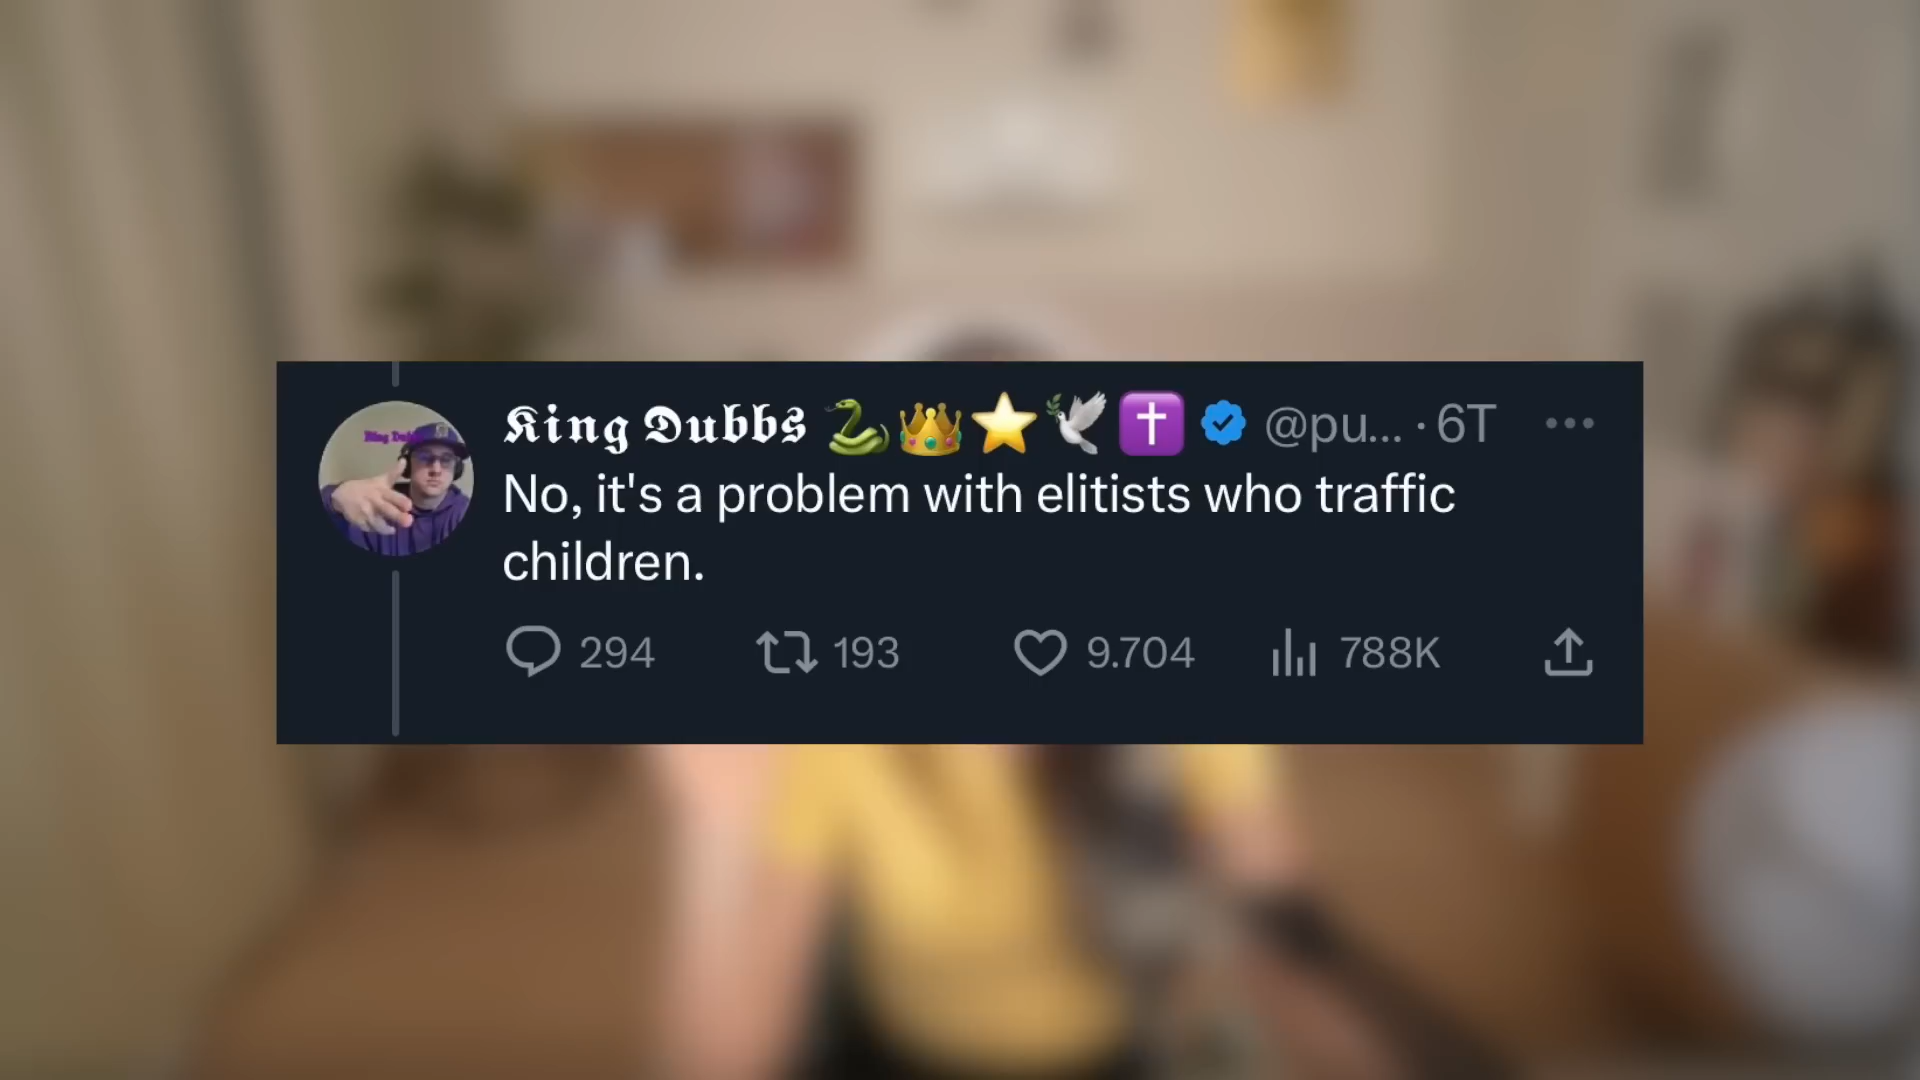 King Dubbs 🐍👑⭐🕊️✝️ @pu... · 6T
No, it's a problem with elitists who traffic
children.
294 193 9.704 788K